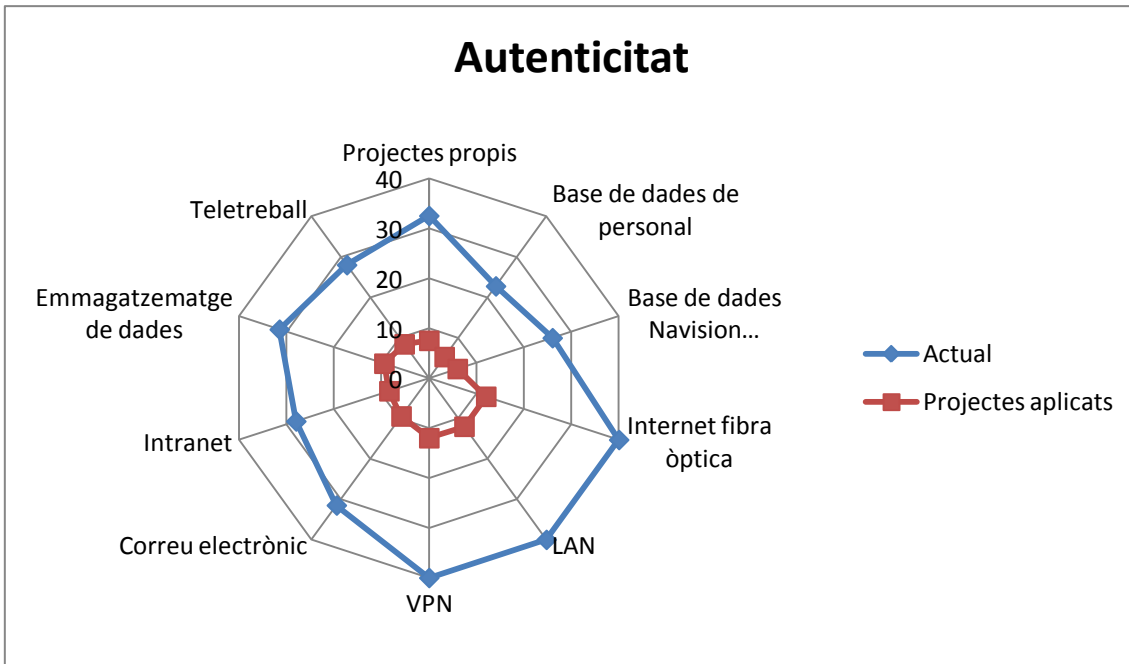 Autenticitat
Projectes propis
Base de dades de
personal
Base de dades
Navision...
Internet fibra
òptica
LAN
VPN
Correu electrònic
Intranet
Emmagatzematge
de dades
Teletreball
40
30
20
10
0
Actual
Projectes aplicats